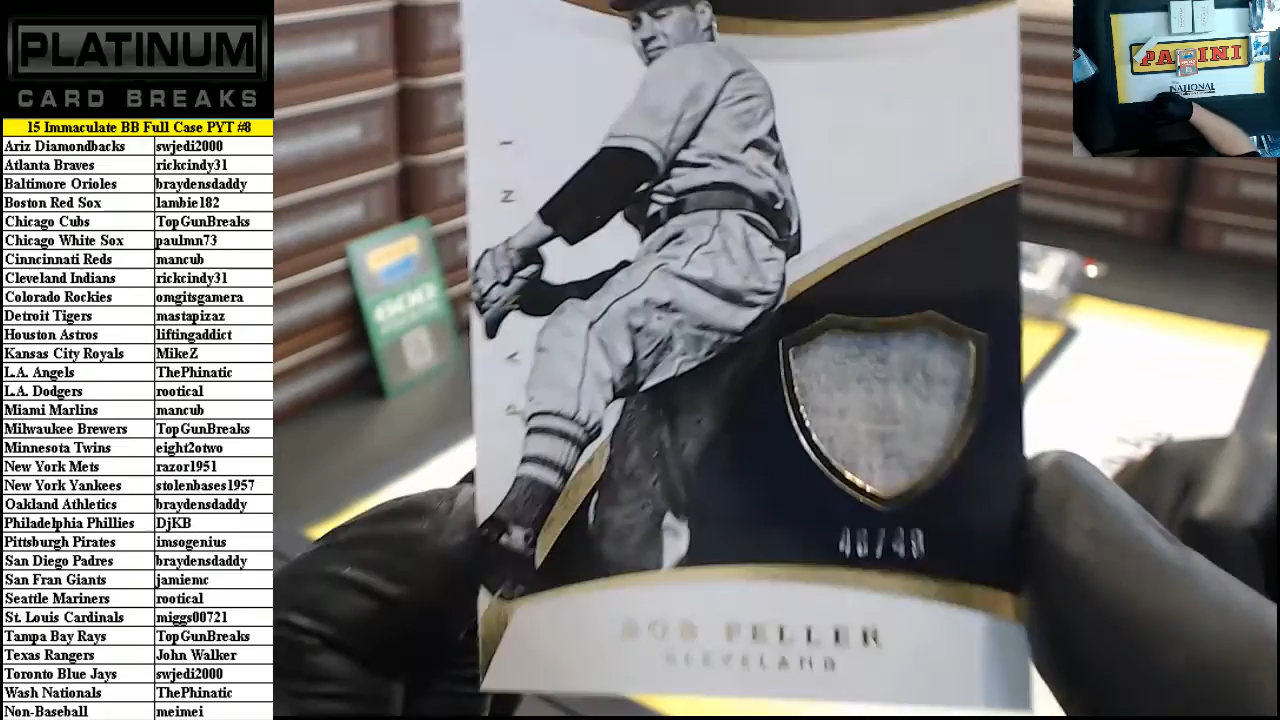 PLATINUM
CARD BREAKS
15 Immaculate BB Full Case PYT #8
Ariz Diamondbacks swjedi2000
Atlanta Braves rickcindy31
Baltimore Orioles braydensdaddy
Boston Red Sox lambie182
Chicago Cubs TopGunBreaks
Chicago White Sox paulmn73
Cinncinnati Reds mancub
Cleveland Indians rickcindy31
Colorado Rockies omgitsgamera
Detroit Tigers mastapizaz
Houston Astros liftingaddict
Kansas City Royals MikeZ
L.A. Angels ThePhinatic
L.A. Dodgers rootical
Miami Marlins mancub
Milwaukee Brewers TopGunBreaks
Minnesota Twins eight2otwo
New York Mets razor1951
New York Yankees stolenbases1957
Oakland Athletics braydensdaddy
Philadelphia Phillies DjKB
Pittsburgh Pirates imsogenius
San Diego Padres braydensdaddy
San Fran Giants jamiemc
Seattle Mariners rootical
St. Louis Cardinals miggs00721
Tampa Bay Rays TopGunBreaks
Texas Rangers John Walker
Toronto Blue Jays swjedi2000
Wash Nationals ThePhinatic
Non-Baseball meimei
BOB FELLER
CLEVELAND
PANINI
NATIONAL